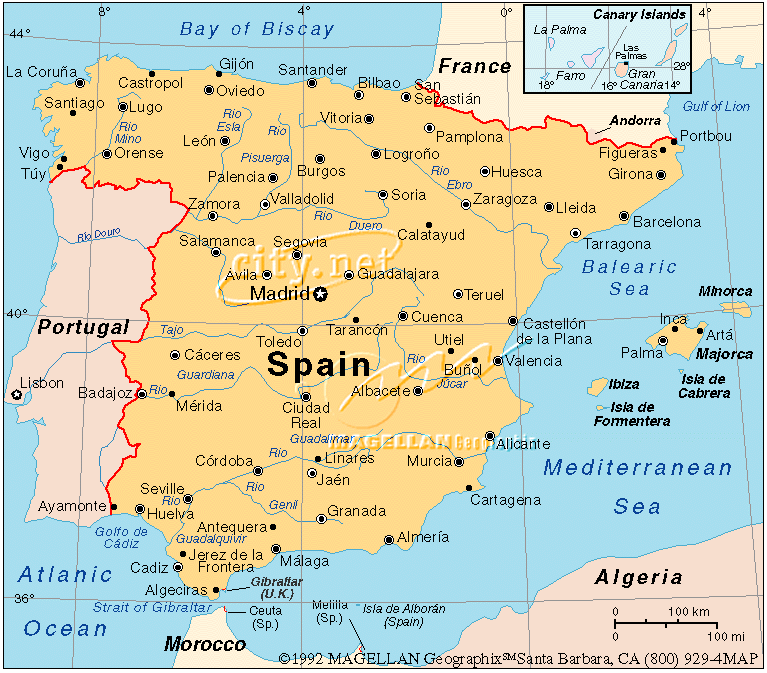 8°
4°
0°
4°
44°
Bay of Biscay
Canary Islands
La Palma
Las
Palmas
Gran
Canaria
Farro
28°
18°
16°
14°
France
Gulf of Lion
Andorra
La Coruña
Castropol
Gijón
Oviedo
Santander
Bilbao
San
Sebastián
Santiago
Lugo
Rio
Mino
Rio
Esla
Rio
Pisuerga
Vitoria
Pamplona
Portbou
Figueras
Girona
León
Vigo
Orense
Túy
Palencia
Burgos
Logroño
Rio
Ebro
Huesca
Zamora
Valladolid
Soria
Zaragoza
Lleida
Barcelona
Tarragona
Rio Douro
Rio
Duero
Calatayud
Salamanca
Segovia
city.net
Avila
Guadalajara
Madrid
Teruel
Balearic
Sea
Minorca
40°
Portugal
Tajo
Toledo
Tarancón
Cuenca
Castellón
de la Plana
Inca
Artá
Palma
Majorca
Cáceres
Spain
Utiel
Rio
Júcar
Buñol
Valencia
Isla de
Cabrera
Guardiana
Lisbon
Badajoz
Rio
Mérida
Ciudad
Real
Albacete
Ibiza
Isla de
Formentera
Guadalimar
MAGELLAN
Alicante
Linares
Murcia
Córdoba
Rio
Jaén
Mediterranean
Sea
Seville
Rio
Genil
Cartagena
Ayamonte
Huelva
Granada
Golfo de
Cádiz
Guadalquivir
Antequera
Almería
Jerez de la
Frontera
Cadiz
Málaga
Atlantic
Ocean
Algeciras
Gibraltar
(U.K.)
Algeria
36°
Strait of Gibraltar
Ceuta
(Sp.)
Melilla
(Sp.)
Isla de Alborán
(Spain)
0
100 km
0
100 mi
Morocco
©1992 MAGELLAN Geographix℠Santa Barbara, CA (800) 929-4MAP